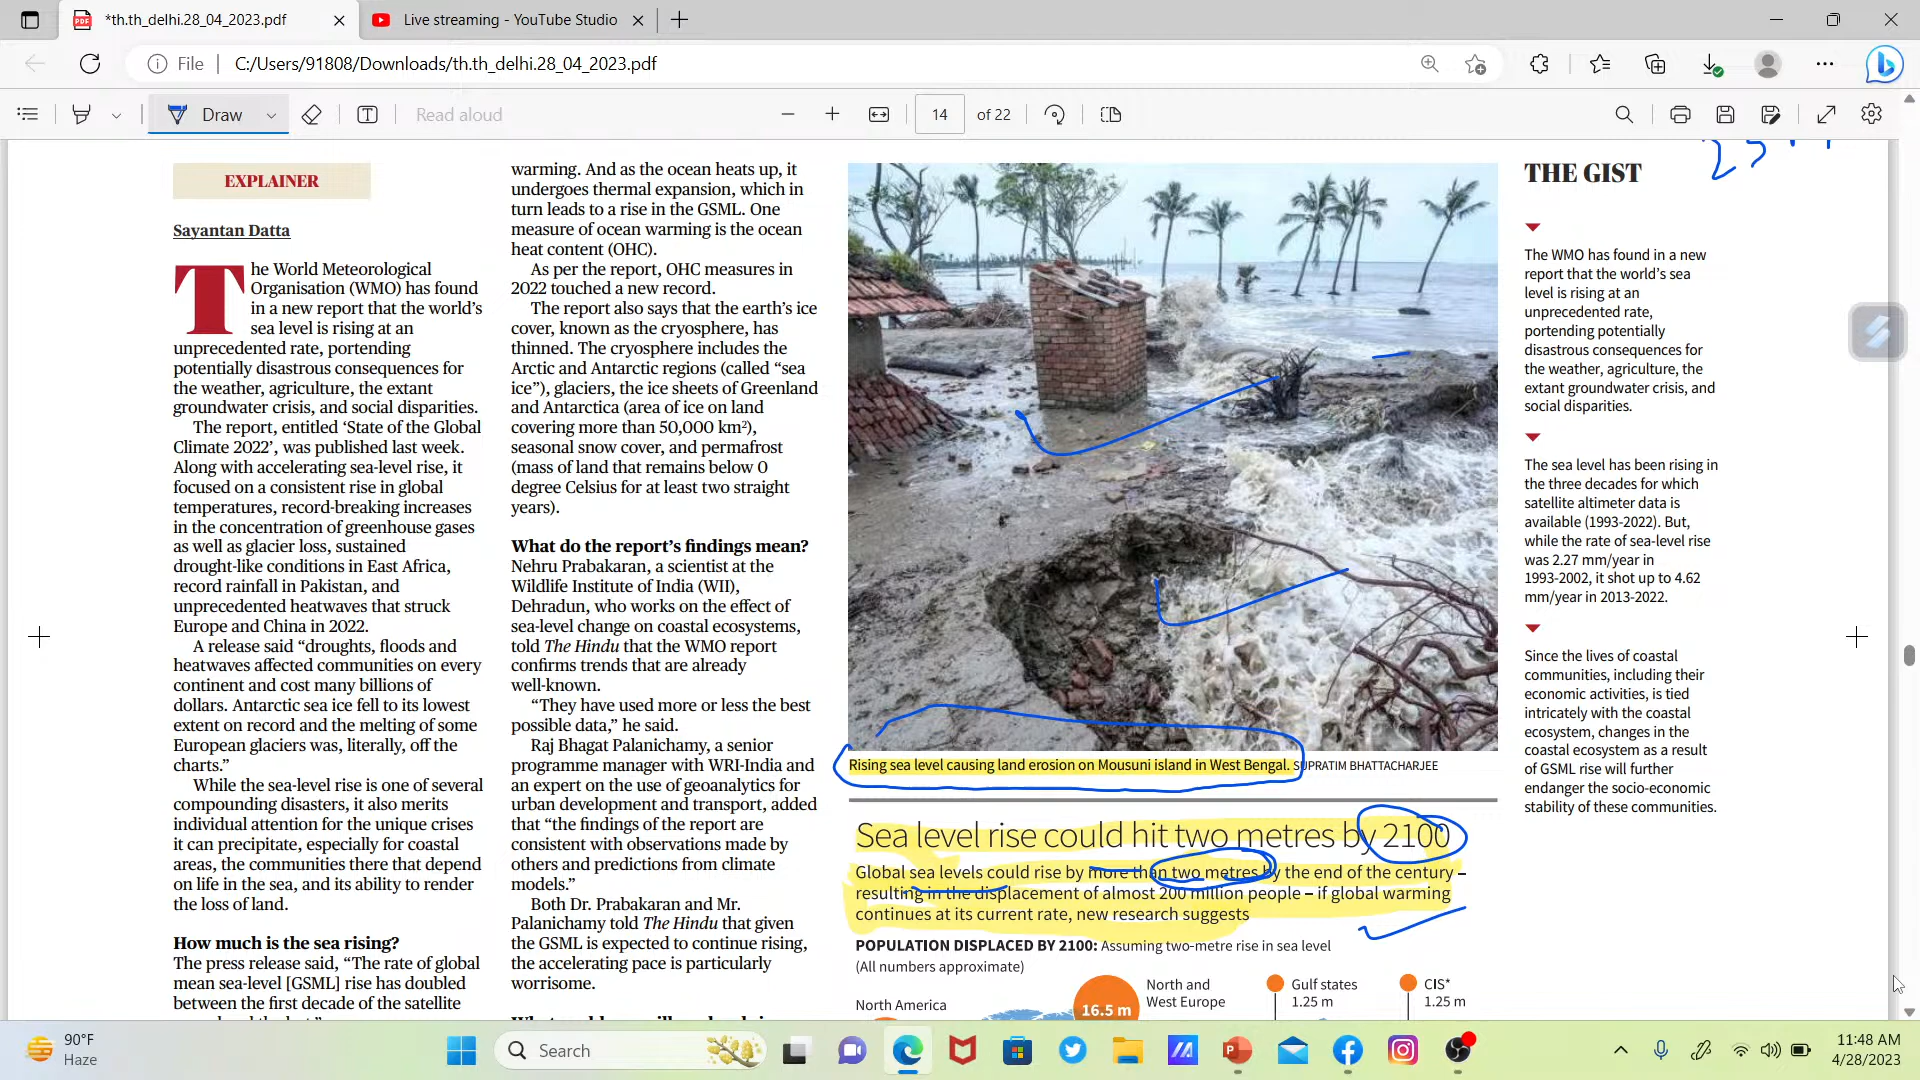 *th.th_delhi.28_04_2023.pdf
Live streaming - YouTube Studio
File
C:/Users/91808/Downloads/th.th_delhi.28_04_2023.pdf
Draw
Read aloud
14
of 22
EXPLAINER
Sayantan Datta
The World Meteorological
Organisation (WMO) has found
in a new report that the world's
sea level is rising at an
unprecedented rate, portending
potentially disastrous consequences for
the weather, agriculture, the extant
groundwater crisis, and social disparities.
The report, entitled 'State of the Global
Climate 2022', was published last week.
Along with accelerating sea-level rise, it
focused on a consistent rise in global
temperatures, record-breaking increases
in the concentration of greenhouse gases
as well as glacier loss, sustained
drought-like conditions in East Africa,
record rainfall in Pakistan, and
unprecedented heatwaves that struck
Europe and China in 2022.
A release said "droughts, floods and
heatwaves affected communities on every
continent and cost many billions of
dollars. Antarctic sea ice fell to its lowest
extent on record and the melting of some
European glaciers was, literally, off the
charts."
While the sea-level rise is one of several
compounding disasters, it also merits
individual attention for the unique crises
it can precipitate, especially for coastal
areas, the communities there that depend
on life in the sea, and its ability to render
the loss of land.
How much is the sea rising?
The press release said, "The rate of global
mean sea-level [GSML] rise has doubled
between the first decade of the satellite
warming. And as the ocean heats up, it
undergoes thermal expansion, which in
turn leads to a rise in the GSML. One
measure of ocean warming is the ocean
heat content (OHC).
As per the report, OHC measures in
2022 touched a new record.
The report also says that the earth's ice
cover, known as the cryosphere, has
thinned. The cryosphere includes the
Arctic and Antarctic regions (called "sea
ice"), glaciers, the ice sheets of Greenland
and Antarctica (area of ice on land
covering more than 50,000 km²),
seasonal snow cover, and permafrost
(mass of land that remains below 0
degree Celsius for at least two straight
years).
What do the report's findings mean?
Nehru Prabakaran, a scientist at the
Wildlife Institute of India (WII),
Dehradun, who works on the effect of
sea-level change on coastal ecosystems,
told The Hindu that the WMO report
confirms trends that are already
well-known.
"They have used more or less the best
possible data," he said.
Raj Bhagat Palanichamy, a senior
programme manager with WRI-India and
an expert on the use of geoanalytics for
urban development and transport, added
that "the findings of the report are
consistent with observations made by
others and predictions from climate
models."
Both Dr. Prabakaran and Mr.
Palanichamy told The Hindu that given
the GSML is expected to continue rising,
the accelerating pace is particularly
worrisome.
Rising sea level causing land erosion on Mousuni island in West Bengal. SUPRATIM BHATTACHARJEE
Sea level rise could hit two metres by 2100
Global sea levels could rise by more than two metres by the end of the century –
resulting in the displacement of almost 200 million people – if global warming
continues at its current rate, new research suggests
POPULATION DISPLACED BY 2100: Assuming two-metre rise in sea level
(All numbers approximate)
North America
16.5 m
North and
West Europe
Gulf states
1.25 m
CIS*
1.25 m
THE GIST
The WMO has found in a new
report that the world's sea
level is rising at an
unprecedented rate,
portending potentially
disastrous consequences for
the weather, agriculture, the
extant groundwater crisis, and
social disparities.
The sea level has been rising in
the three decades for which
satellite altimeter data is
available (1993-2022). But,
while the rate of sea-level rise
was 2.27 mm/year in
1993-2002, it shot up to 4.62
mm/year in 2013-2022.
Since the lives of coastal
communities, including their
economic activities, is tied
intricately with the coastal
ecosystem, changes in the
coastal ecosystem as a result
of GSML rise will further
endanger the socio-economic
stability of these communities.
90°F
Haze
Search
11:48 AM
4/28/2023